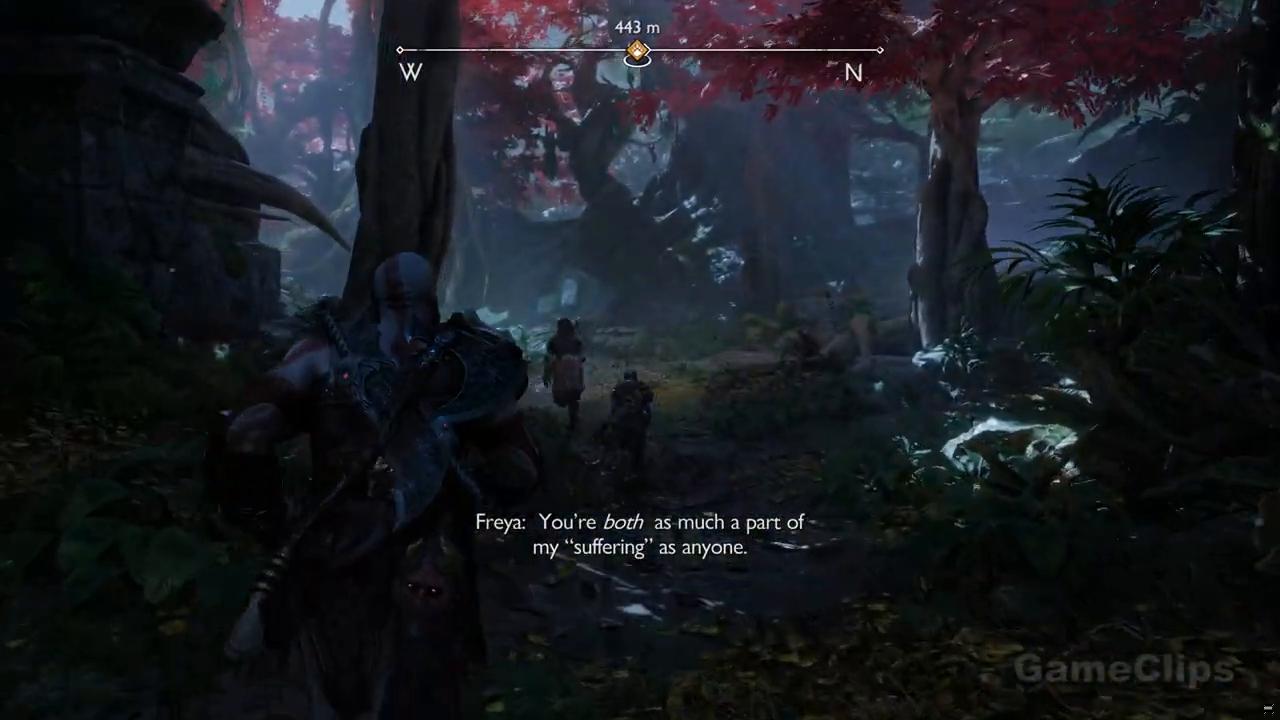 443 m
W N
Freya: You're both as much a part of
my “suffering” as anyone.
GameClips